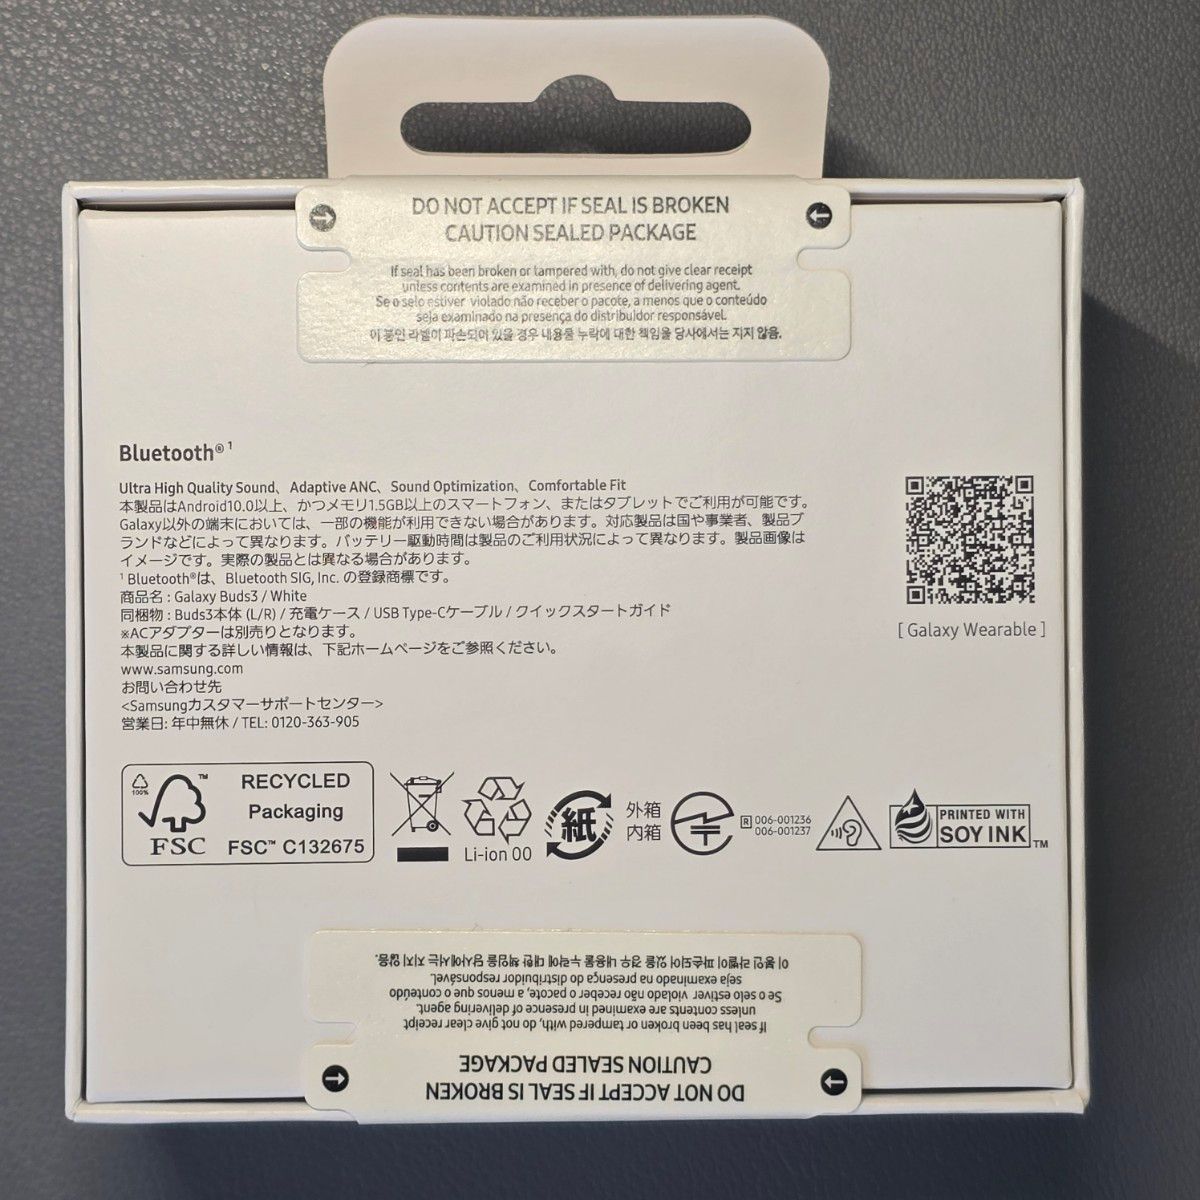 DO NOT ACCEPT IF SEAL IS BROKEN
CAUTION SEALED PACKAGE
If seal has been broken or tampered with, do not give clear receipt
unless contents are examined in presence of delivering agent.
Se o selo estiver violado não receber o pacote, a menos que o conteúdo
seja examinado na presença do distribuidor responsável.
이 봉인 라벨이 파손되어 있을 경우 내용물 누락에 대한 책임을 당사에서는 지지 않음.
Bluetooth® 1
Ultra High Quality Sound、Adaptive ANC、Sound Optimization、Comfortable Fit
本製品はAndroid10.0以上、かつメモリ1.5GB以上のスマートフォン、またはタブレットでご利用が可能です。
Galaxy以外の端末においては、一部の機能が利用できない場合があります。対応製品は国や事業者、製品ブ
ランドなどによって異なります。バッテリー駆動時間は製品のご利用状況によって異なります。製品画像は
イメージです。実際の製品とは異なる場合があります。
1 Bluetooth®は、Bluetooth SIG, Inc. の登録商標です。
商品名 : Galaxy Buds3 / White
同梱物 : Buds3本体 (L/R) / 充電ケース / USB Type-Cケーブル / クイックスタートガイド
※ACアダプターは別売りとなります。
本製品に関する詳しい情報は、下記ホームページをご参照ください。
www.samsung.com
お問い合わせ先
<Samsungカスタマーサポートセンター>
営業日: 年中無休 / TEL: 0120-363-905
[ Galaxy Wearable ]
100%
FSC
TM
RECYCLED
Packaging
FSC™ C132675
Li-ion 00
紙
外箱
内箱
R 006-001236
006-001237
PRINTED WITH
SOY INK TM
DO NOT ACCEPT IF SEAL IS BROKEN
CAUTION SEALED PACKAGE
If seal has been broken or tampered with, do not give clear receipt
unless contents are examined in presence of delivering agent.
Se o selo estiver violado não receber o pacote, a menos que o conteúdo
seja examinado na presença do distribuidor responsável.
이 봉인 라벨이 파손되어 있을 경우 내용물 누락에 대한 책임을 당사에서는 지지 않음.